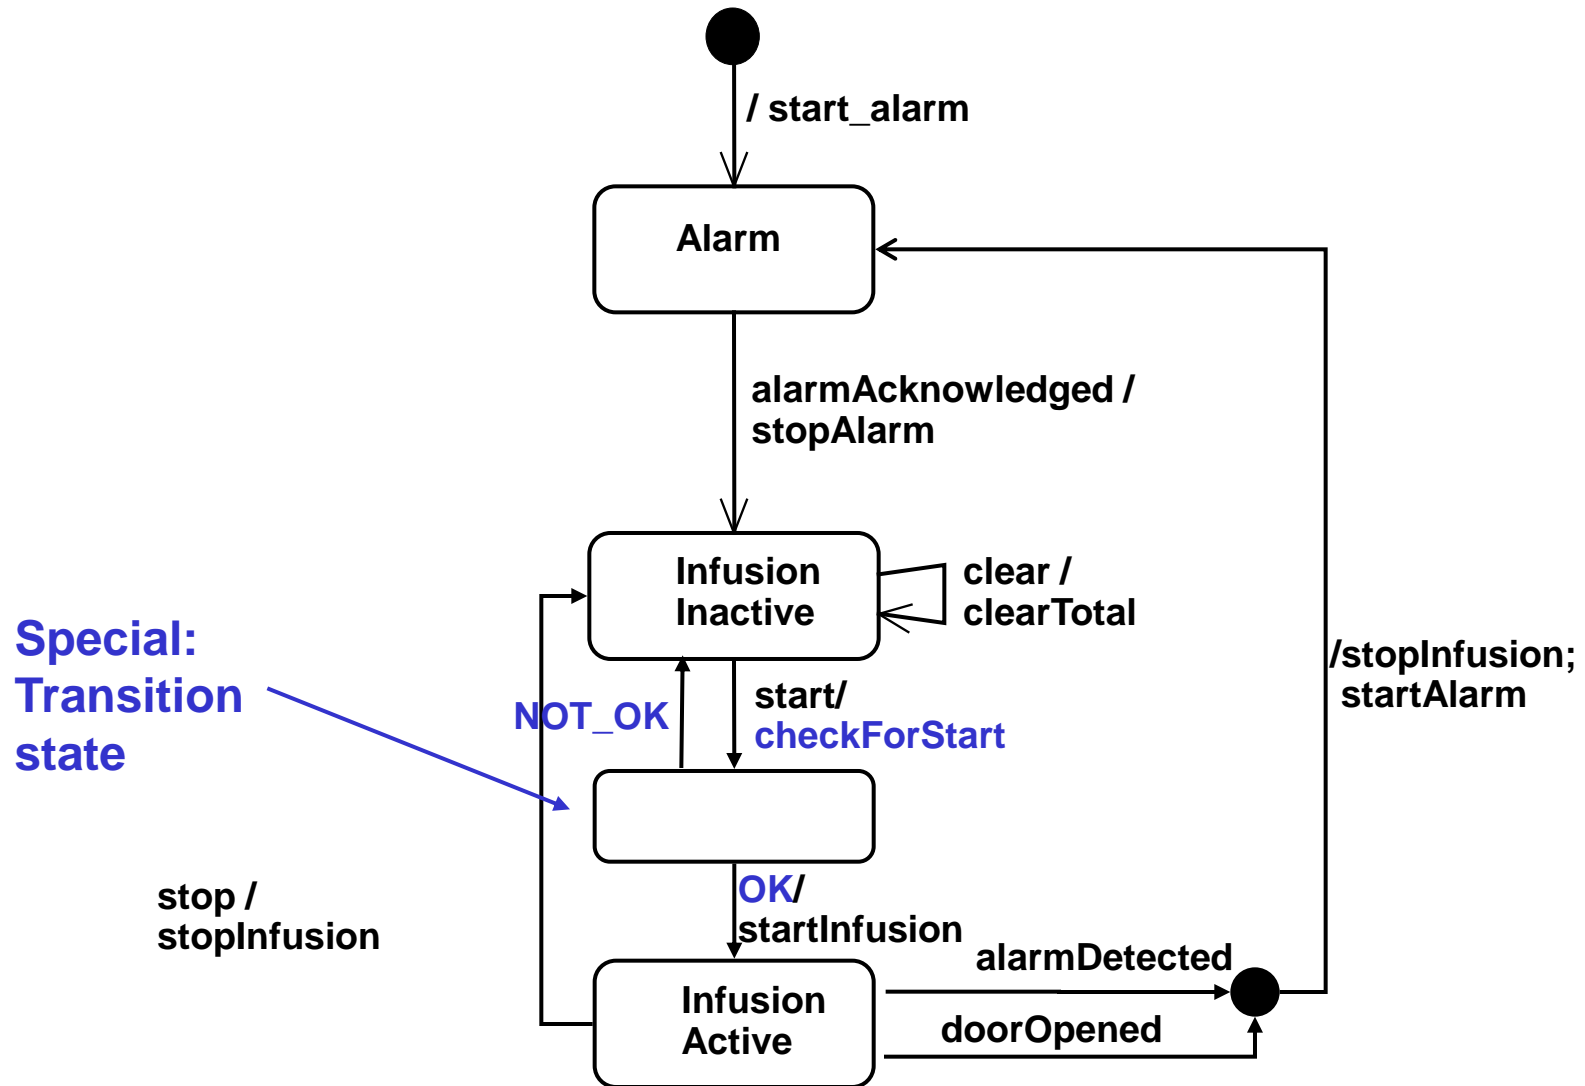 / start_alarm
Alarm
alarmAcknowledged /
stopAlarm
Infusion
Inactive
clear /
clearTotal
Special:
Transition
state
/stopInfusion;
startAlarm
NOT_OK
start/
checkForStart
stop /
stopInfusion
OK/
startInfusion
alarmDetected
Infusion
Active
doorOpened